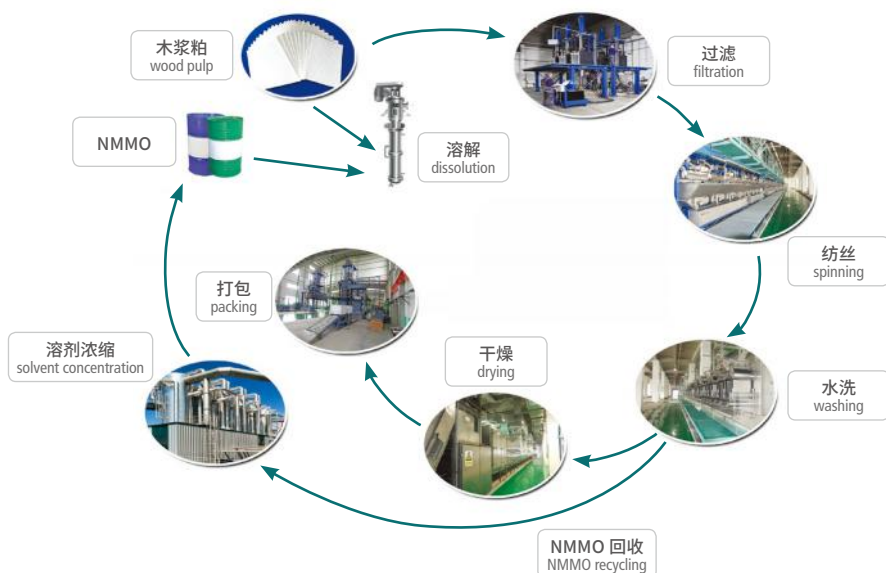 木浆粕
wood pulp
过滤
filtration
NMMO
溶解
dissolution
纺丝
spinning
打包
packing
溶剂浓缩
solvent concentration
干燥
drying
水洗
washing
NMMO 回收
NMMO recycling